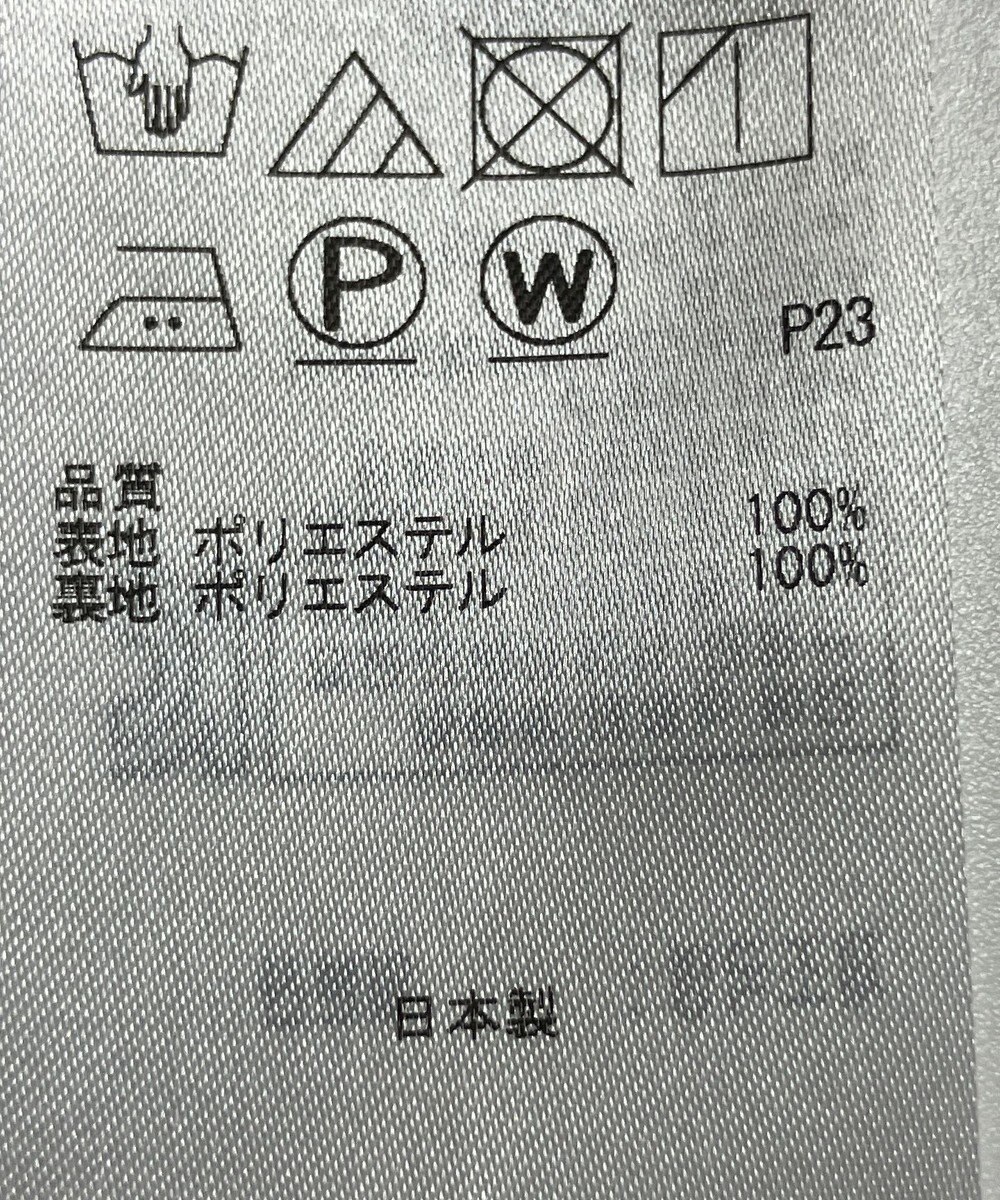 P W P23
品質
表地 ポリエステル 100%
裏地 ポリエステル 100%
日本製